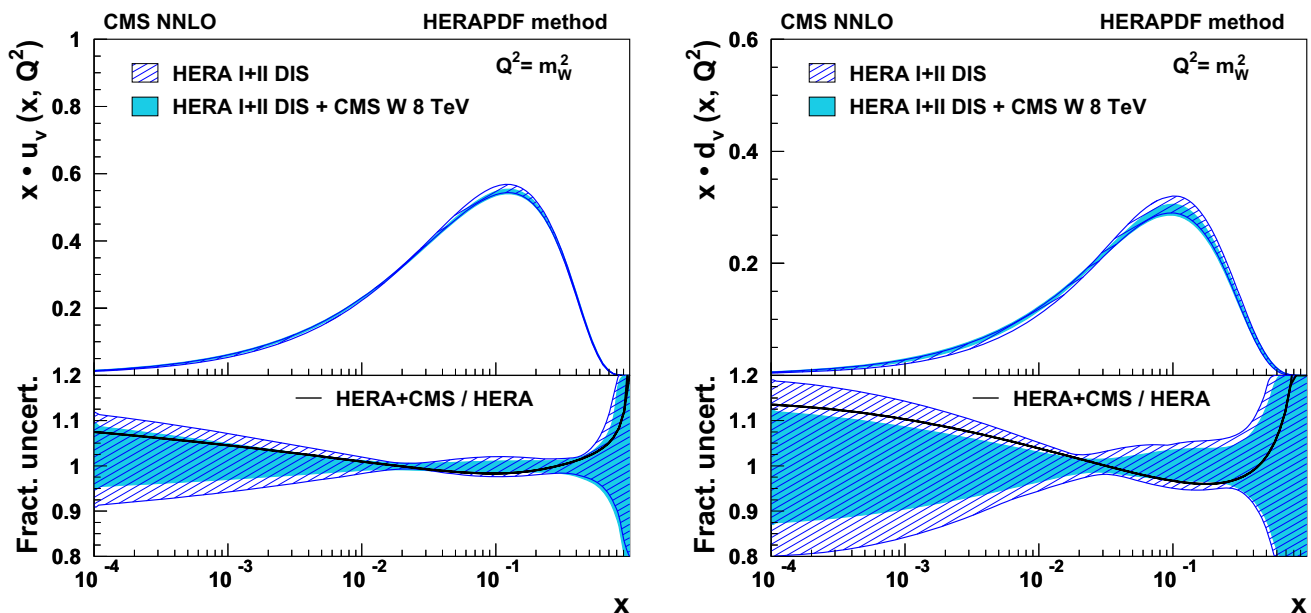 CMS NNLO HERAPDF method
x • u_v (x, Q²)
1
0.8
0.6
0.4
0.2
Q²= m_W²
HERA I+II DIS
HERA I+II DIS + CMS W 8 TeV
Fract. uncert.
1.2
1.1
1
0.9
0.8
HERA+CMS / HERA
10⁻⁴ 10⁻³ 10⁻² 10⁻¹
x
CMS NNLO HERAPDF method
x • d_v (x, Q²)
0.6
0.4
0.2
Q²= m_W²
HERA I+II DIS
HERA I+II DIS + CMS W 8 TeV
Fract. uncert.
1.2
1.1
1
0.9
0.8
HERA+CMS / HERA
10⁻⁴ 10⁻³ 10⁻² 10⁻¹
x